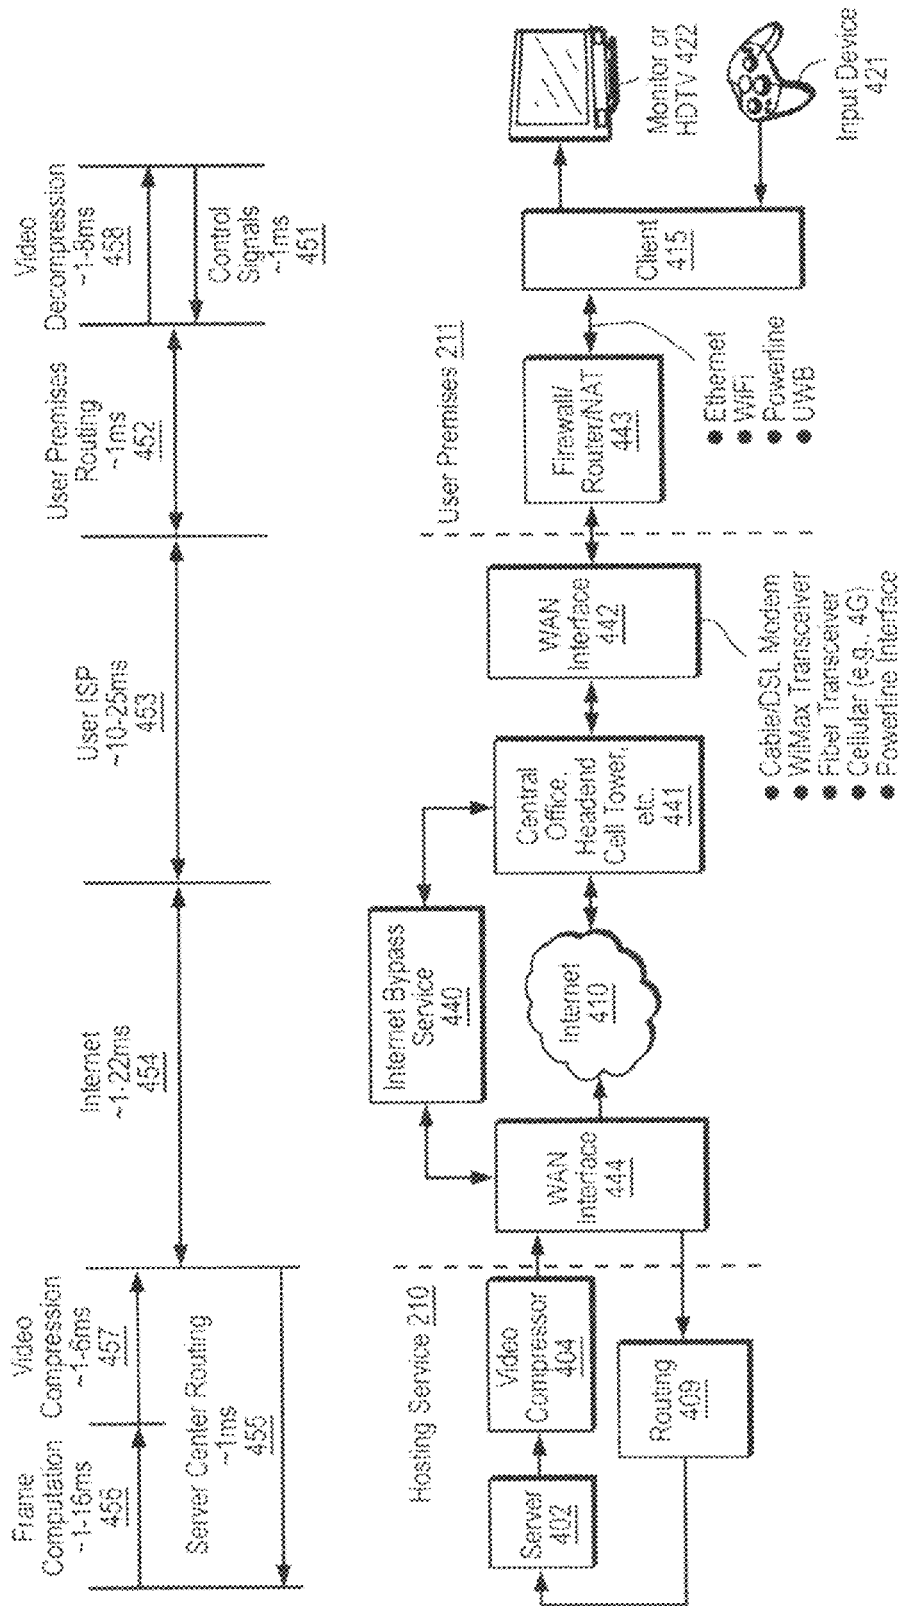 Frame
Computation
~1-16ms
456
Video
Compression
~1-6ms
457
Server Center Routing
~1ms
455
Internet
~1-22ms
454
User ISP
~10-25ms
453
User Premises
Routing
~1ms
452
Video
Decompression
~1-8ms
458
Control
Signals
~1ms
451
Hosting Service 210
Server
402
Video
Compressor
404
Routing
409
WAN
Interface
444
Internet Bypass
Service
440
Internet
410
Central
Office,
Headend
Cell Tower,
etc.
441
WAN
Interface
442
Cable/DSL Modem
WiMax Transceiver
Fiber Transceiver
Cellular (e.g., 4G)
Powerline Interface
User Premises 211
Firewall/
Router/NAT
443
Ethernet
WiFi
Powerline
UWB
Client
415
Monitor or
HDTV 422
Input Device
421